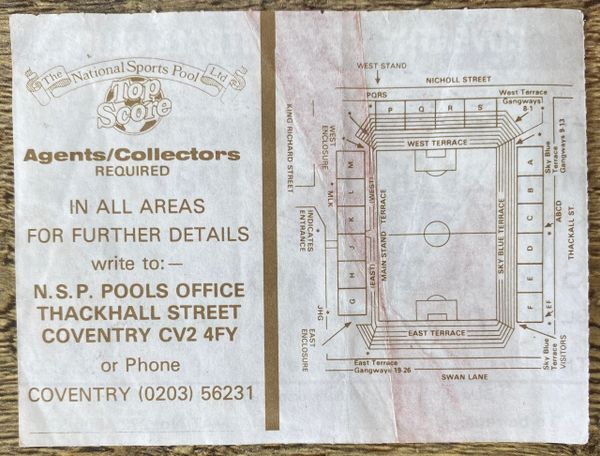 The National Sports Pool Ltd
Top
Score
Agents/Collectors
REQUIRED
IN ALL AREAS
FOR FURTHER DETAILS
write to:—
N.S.P. POOLS OFFICE
THACKHALL STREET
COVENTRY CV2 4FY
or Phone
COVENTRY (0203) 56231
WEST STAND
NICHOLL STREET
PQRS
P Q R S
West Terrace
Gangways
8-1
WEST TERRACE
KING RICHARD STREET
WEST
ENCLOSURE
MLK
INDICATES
ENTRANCE
JHG
EAST
ENCLOSURE
M
L
K
J
H
G
(WEST)
MAIN STAND TERRACE
(EAST)
SKY BLUE TERRACE
A
B
C
D
E
F
Sky Blue
Terrace
Gangways 9-13
ABCD
THACKALL ST.
EF
Sky Blue
Terrace
VISITORS
EAST TERRACE
East Terrace
Gangways 19-26
SWAN LANE